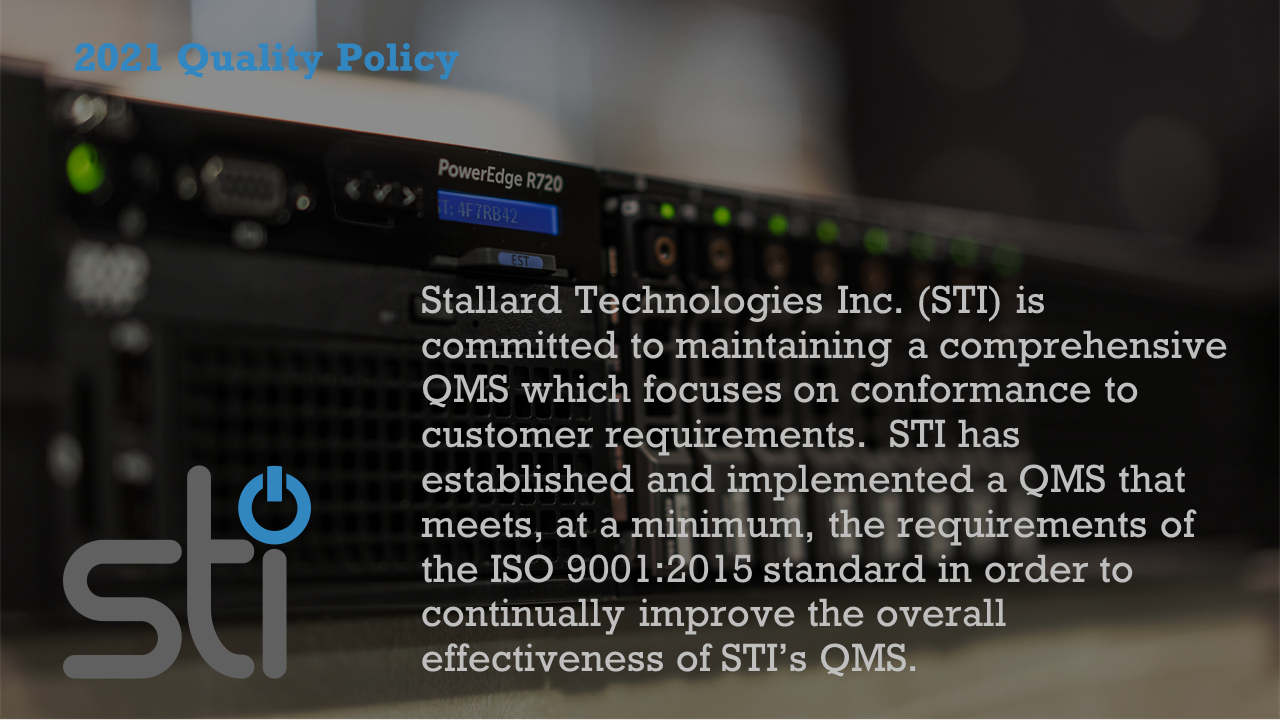 2021 Quality Policy
PowerEdge R720
T: 4F7RB42
EST
Stallard Technologies Inc. (STI) is
committed to maintaining a comprehensive
QMS which focuses on conformance to
customer requirements.  STI has
established and implemented a QMS that
meets, at a minimum, the requirements of
the ISO 9001:2015 standard in order to
continually improve the overall
effectiveness of STI’s QMS.
sti